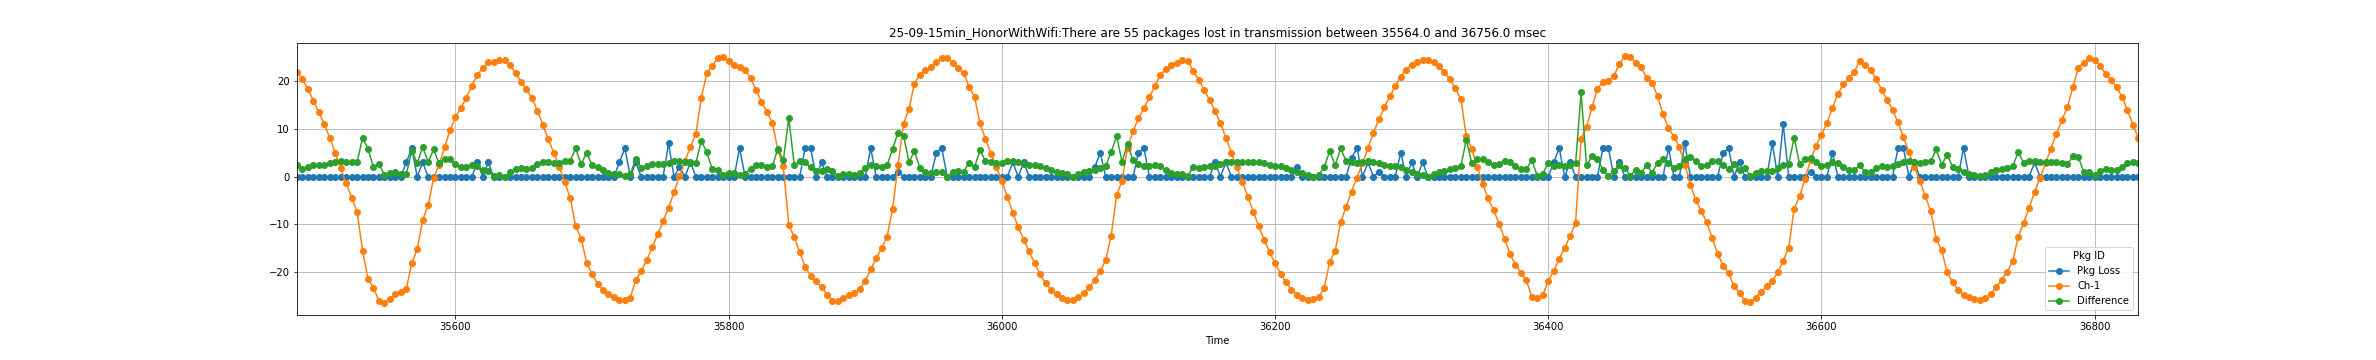 25-09-15min_HonorWithWifi:There are 55 packages lost in transmission between 35564.0 and 36756.0 msec
20
10
0
−10
−20
35600 35800 36000 36200 36400 36600 36800
Time
Pkg ID
Pkg Loss
Ch-1
Difference